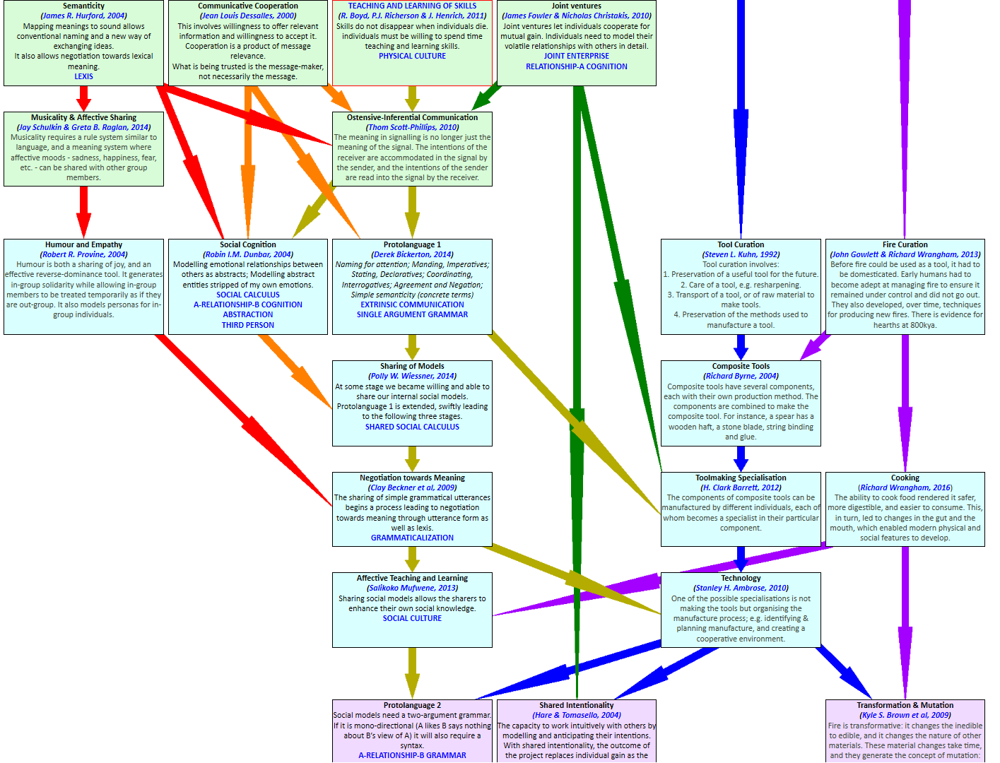 Semanticity
(James R. Hurford, 2004)
Mapping meanings to sound allows
conventional naming and a new way of
exchanging ideas.
It also allows negotiation towards lexical
meaning.
LEXIS
Communicative Cooperation
(Jean Louis Dessalles, 2000)
This involves willingness to offer relevant
information and willingness to accept it.
Cooperation is a product of message
relevance.
What is being trusted is the message-maker,
not necessarily the message.
TEACHING AND LEARNING OF SKILLS
(R. Boyd, P.J. Richerson & J. Henrich, 2011)
Skills do not disappear when individuals die.
individuals must be willing to spend time
teaching and learning skills.
PHYSICAL CULTURE
Joint ventures
(James Fowler & Nicholas Christakis, 2010)
Joint ventures let individuals cooperate for
mutual gain. Individuals need to model their
volatile relationships with others in detail.
JOINT ENTERPRISE
RELATIONSHIP-A COGNITION
Musicality & Affective Sharing
(Jay Schulkin & Greta B. Raglan, 2014)
Musicality requires a rule system similar to
language, and a meaning system where
affective moods - sadness, happiness, fear,
etc. - can be shared with other group
members.
Ostensive-Inferential Communication
(Thom Scott-Phillips, 2010)
The meaning in signalling is no longer just the
meaning of the signal. The intentions of the
receiver are accommodated in the signal by
the sender, and the intentions of the sender
are read into the signal by the receiver.
Humour and Empathy
(Robert R. Provine, 2004)
Humour is both a sharing of joy, and an
effective reverse-dominance tool. It generates
in-group solidarity while allowing in-group
members to be treated temporarily as if they
are out-group. It also models personas for in-
group individuals.
Social Cognition
(Robin I.M. Dunbar, 2004)
Modelling emotional relationships between
others as abstracts; Modelling abstract
entities stripped of my own emotions.
SOCIAL CALCULUS
A-RELATIONSHIP-B COGNITION
ABSTRACTION
THIRD PERSON
Protolanguage 1
(Derek Bickerton, 2014)
Naming for attention; Manding, Imperatives;
Stating, Declaratives; Coordinating,
Interrogatives; Agreement and Negation;
Simple semanticity (concrete terms)
EXTRINSIC COMMUNICATION
SINGLE ARGUMENT GRAMMAR
Tool Curation
(Steven L. Kuhn, 1992)
Tool curation involves:
1. Preservation of a useful tool for the future.
2. Care of a tool, e.g. resharpening.
3. Transport of a tool, or of raw material to
make tools.
4. Preservation of the methods used to
manufacture a tool.
Fire Curation
(John Gowlett & Richard Wrangham, 2013)
Before fire could be used as a tool, it had to
be domesticated. Early humans had to
become adept at managing fire to ensure it
remained under control and did not go out.
They also developed, over time, techniques
for producing new fires. There is evidence for
hearths at 800kya.
Sharing of Models
(Polly W. Wiessner, 2014)
At some stage we became willing and able to
share our internal social models.
Protolanguage 1 is extended, swiftly leading
to the following three stages.
SHARED SOCIAL CALCULUS
Composite Tools
(Richard Byrne, 2004)
Composite tools have several components,
each with their own production method. The
components are combined to make the
composite tool. For instance, a spear has a
wooden haft, a stone blade, string binding
and glue.
Negotiation towards Meaning
(Clay Beckner et al, 2009)
The sharing of simple grammatical utterances
begins a process leading to negotiation
towards meaning through utterance form as
well as lexis.
GRAMMATICALIZATION
Toolmaking Specialisation
(H. Clark Barrett, 2012)
The components of composite tools can be
manufactured by different individuals, each of
whom becomes a specialist in their particular
component.
Cooking
(Richard Wrangham, 2016)
The ability to cook food rendered it safer,
more digestible, and easier to consume. This,
in turn, led to changes in the gut and the
mouth, which enabled modern physical and
social features to develop.
Affective Teaching and Learning
(Salikoko Mufwene, 2013)
Sharing social models allows the sharers to
enhance their own social knowledge.
SOCIAL CULTURE
Technology
(Stanley H. Ambrose, 2010)
One of the possible specialisations is not
making the tools but organising the
manufacture process; e.g. identifying &
planning manufacture, and creating a
cooperative environment.
Protolanguage 2
Social models need a two-argument grammar.
If it is mono-directional (A likes B says nothing
about B's view of A) it will also require a
syntax.
A-RELATIONSHIP-B GRAMMAR
Shared Intentionality
(Hare & Tomasello, 2004)
The capacity to work intuitively with others by
modelling and anticipating their intentions.
With shared intentionality, the outcome of
the project replaces individual gain as the
Transformation & Mutation
(Kyle S. Brown et al, 2009)
Fire is transformative: it changes the inedible
to edible, and it changes the nature of other
materials. These material changes take time,
and they generate the concept of mutation: